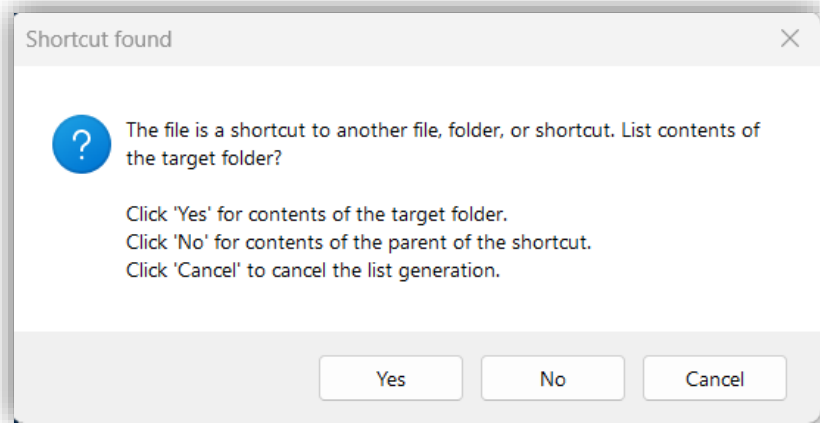 Shortcut found
The file is a shortcut to another file, folder, or shortcut. List contents of
the target folder?
Click 'Yes' for contents of the target folder.
Click 'No' for contents of the parent of the shortcut.
Click 'Cancel' to cancel the list generation.
Yes No Cancel